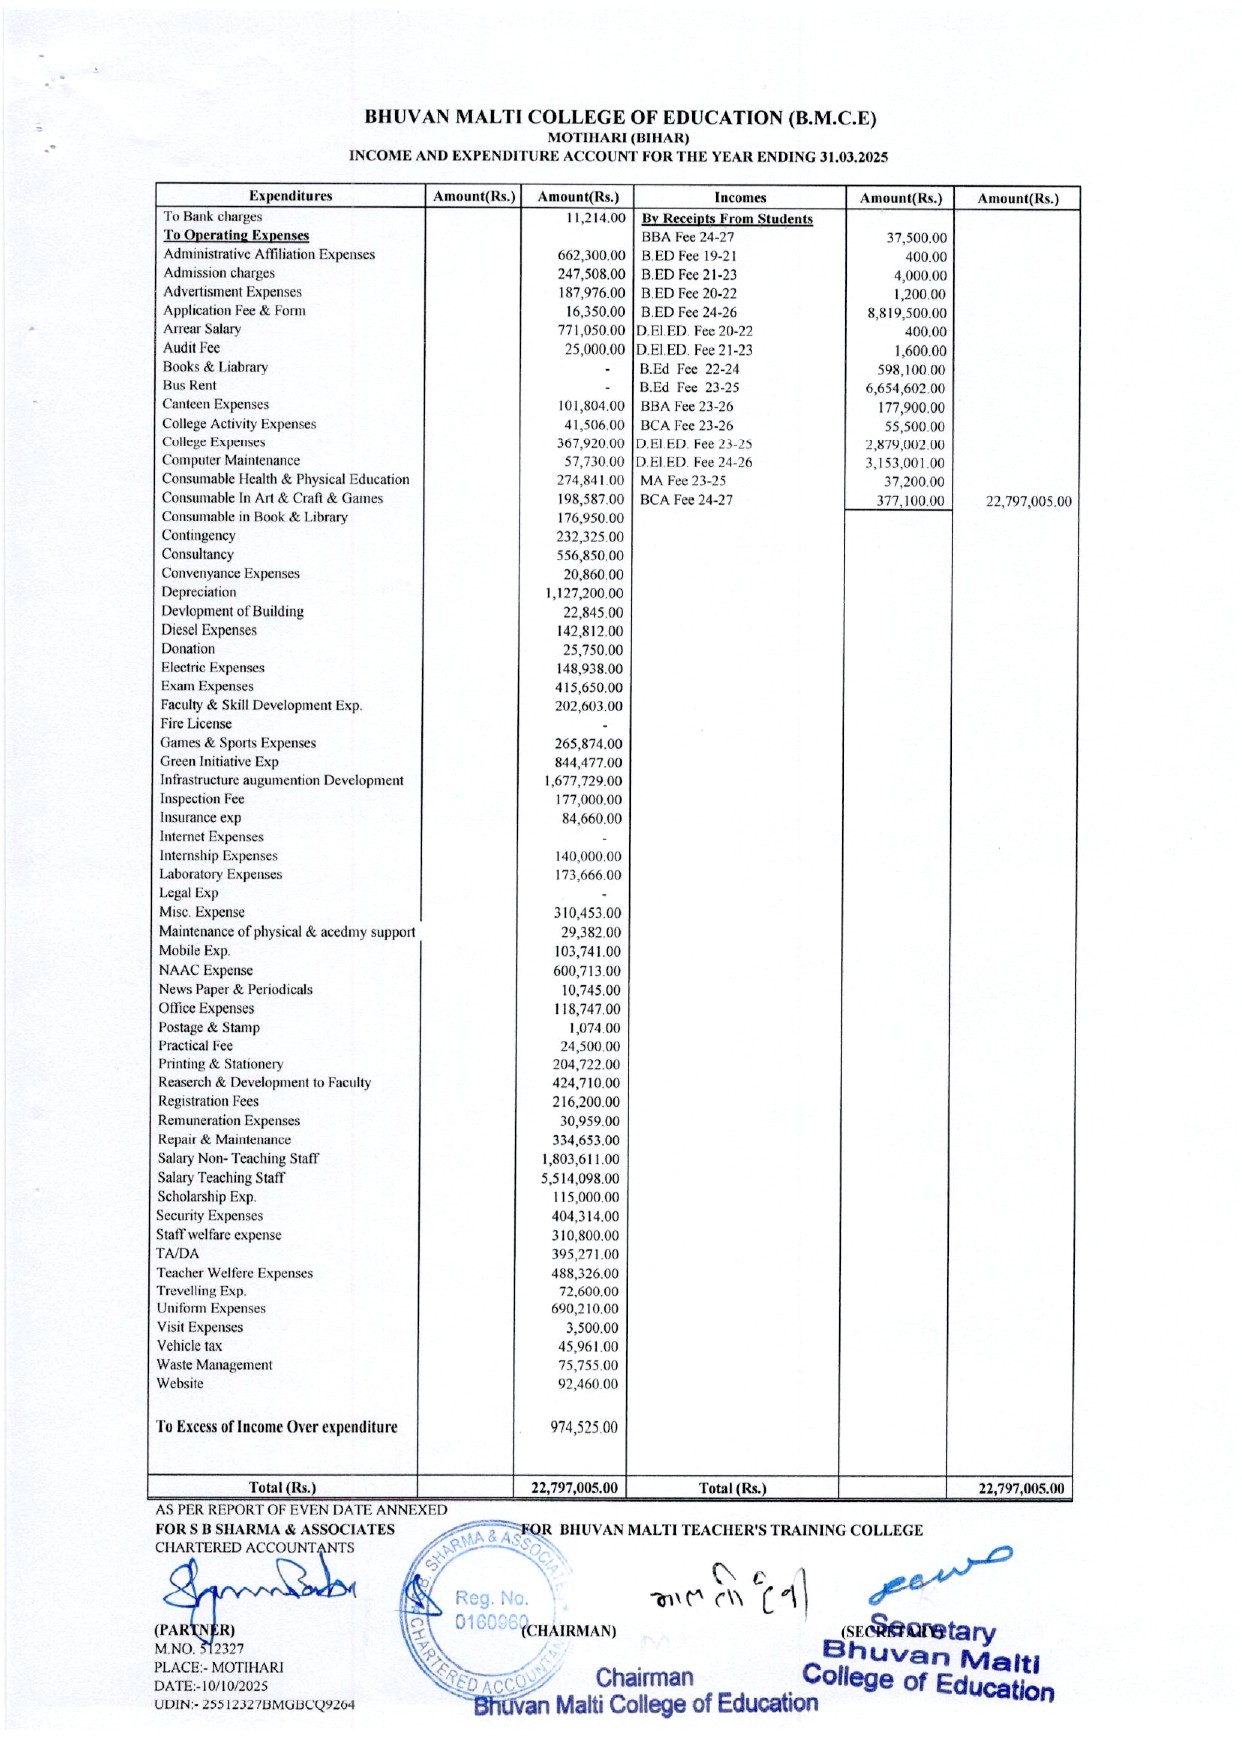 BHUVAN MALTI COLLEGE OF EDUCATION (B.M.C.E)
MOTIHARI (BIHAR)
INCOME AND EXPENDITURE ACCOUNT FOR THE YEAR ENDING 31.03.2025
Expenditures Amount(Rs.) Amount(Rs.) Incomes Amount(Rs.) Amount(Rs.)
To Bank charges 11,214.00 By Receipts From Students
To Operating Expenses BBA Fee 24-27 37,500.00
Administrative Affiliation Expenses 662,300.00 B.ED Fee 19-21 400.00
Admission charges 247,508.00 B.ED Fee 21-23 4,000.00
Advertisment Expenses 187,976.00 B.ED Fee 20-22 1,200.00
Application Fee & Form 16,350.00 B.ED Fee 24-26 8,819,500.00
Arrear Salary 771,050.00 D.El.ED. Fee 20-22 400.00
Audit Fee 25,000.00 D.El.ED. Fee 21-23 1,600.00
Books & Liabrary - B.Ed Fee 22-24 598,100.00
Bus Rent - B.Ed Fee 23-25 6,654,602.00
Canteen Expenses 101,804.00 BBA Fee 23-26 177,900.00
College Activity Expenses 41,506.00 BCA Fee 23-26 55,500.00
College Expenses 367,920.00 D.El.ED. Fee 23-25 2,879,002.00
Computer Maintenance 57,730.00 D.El.ED. Fee 24-26 3,153,001.00
Consumable Health & Physical Education 274,841.00 MA Fee 23-25 37,200.00
Consumable In Art & Craft & Games 198,587.00 BCA Fee 24-27 377,100.00 22,797,005.00
Consumable in Book & Library 176,950.00
Contingency 232,325.00
Consultancy 556,850.00
Convenyance Expenses 20,860.00
Depreciation 1,127,200.00
Devlopment of Building 22,845.00
Diesel Expenses 142,812.00
Donation 25,750.00
Electric Expenses 148,938.00
Exam Expenses 415,650.00
Faculty & Skill Development Exp. 202,603.00
Fire License -
Games & Sports Expenses 265,874.00
Green Initiative Exp 844,477.00
Infrastructure augumention Development 1,677,729.00
Inspection Fee 177,000.00
Insurance exp 84,660.00
Internet Expenses -
Internship Expenses 140,000.00
Laboratory Expenses 173,666.00
Legal Exp -
Misc. Expense 310,453.00
Maintenance of physical & acedmy support 29,382.00
Mobile Exp. 103,741.00
NAAC Expense 600,713.00
News Paper & Periodicals 10,745.00
Office Expenses 118,747.00
Postage & Stamp 1,074.00
Practical Fee 24,500.00
Printing & Stationery 204,722.00
Reaserch & Development to Faculty 424,710.00
Registration Fees 216,200.00
Remuneration Expenses 30,959.00
Repair & Maintenance 334,653.00
Salary Non- Teaching Staff 1,803,611.00
Salary Teaching Staff 5,514,098.00
Scholarship Exp. 115,000.00
Security Expenses 404,314.00
Staff welfare expense 310,800.00
TA/DA 395,271.00
Teacher Welfere Expenses 488,326.00
Trevelling Exp. 72,600.00
Uniform Expenses 690,210.00
Visit Expenses 3,500.00
Vehicle tax 45,961.00
Waste Management 75,755.00
Website 92,460.00
To Excess of Income Over expenditure 974,525.00
Total (Rs.) 22,797,005.00 Total (Rs.) 22,797,005.00
AS PER REPORT OF EVEN DATE ANNEXED
FOR S B SHARMA & ASSOCIATES FOR BHUVAN MALTI TEACHER'S TRAINING COLLEGE
CHARTERED ACCOUNTANTS
S.B. SHARMA & ASSOCIATES
Reg. No.
0160960
CHARTERED ACCOUNTANTS
मालती देवी
(PARTNER) (CHAIRMAN) (SECRETARY)
M.NO. 512327
PLACE:- MOTIHARI
DATE:-10/10/2025
UDIN:- 25512327BMGBCQ9264
Chairman
Bhuvan Malti College of Education
Secretary
Bhuvan Malti
College of Education